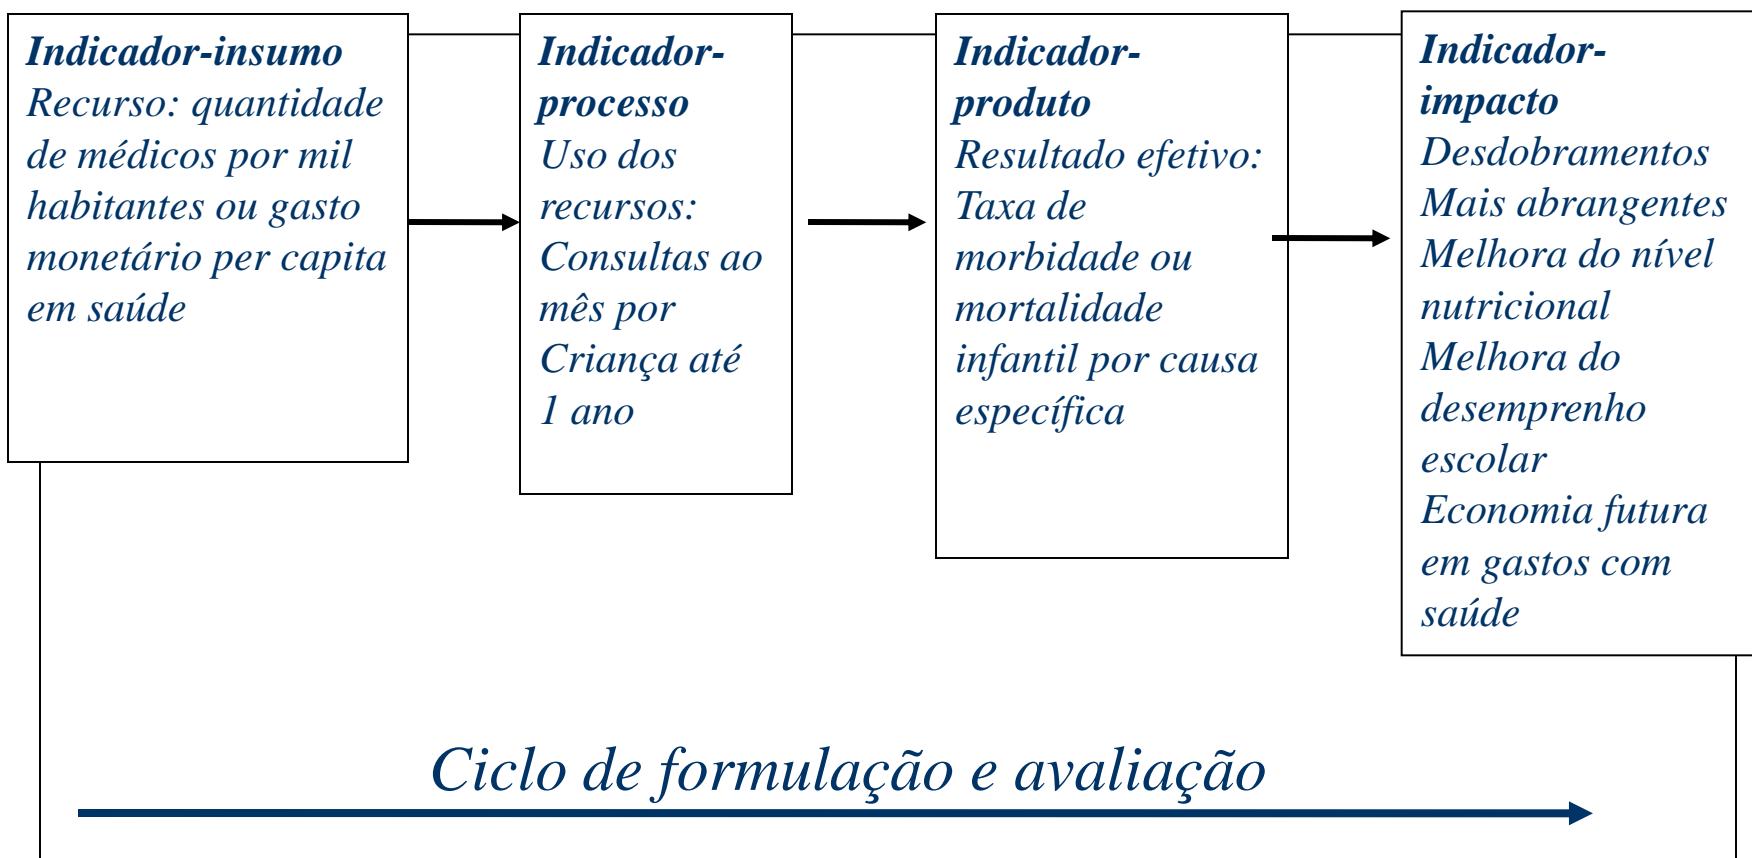 Indicador-insumo
Recurso: quantidade
de médicos por mil
habitantes ou gasto
monetário per capita
em saúde
Indicador-
processo
Uso dos
recursos:
Consultas ao
mês por
Criança até
1 ano
Indicador-
produto
Resultado efetivo:
Taxa de
morbidade ou
mortalidade
infantil por causa
específica
Indicador-
impacto
Desdobramentos
Mais abrangentes
Melhora do nível
nutricional
Melhora do
desemprenho
escolar
Economia futura
em gastos com
saúde
Ciclo de formulação e avaliação